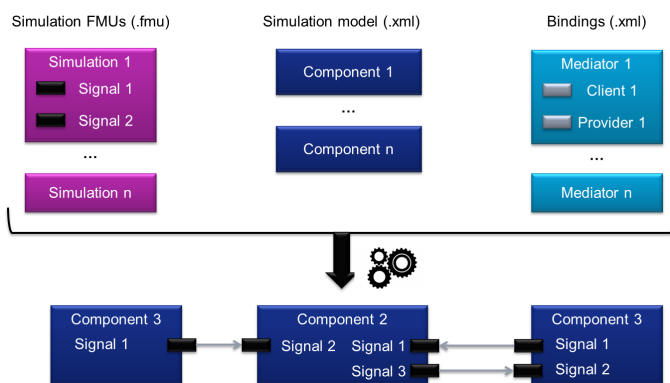 Simulation FMUs (.fmu)
Simulation model (.xml)
Bindings (.xml)
Simulation 1
Signal 1
Signal 2
...
Simulation n
Component 1
...
Component n
Mediator 1
Client 1
Provider 1
...
Mediator n
Component 3
Signal 1
Component 2
Signal 2
Signal 1
Signal 3
Component 3
Signal 1
Signal 2